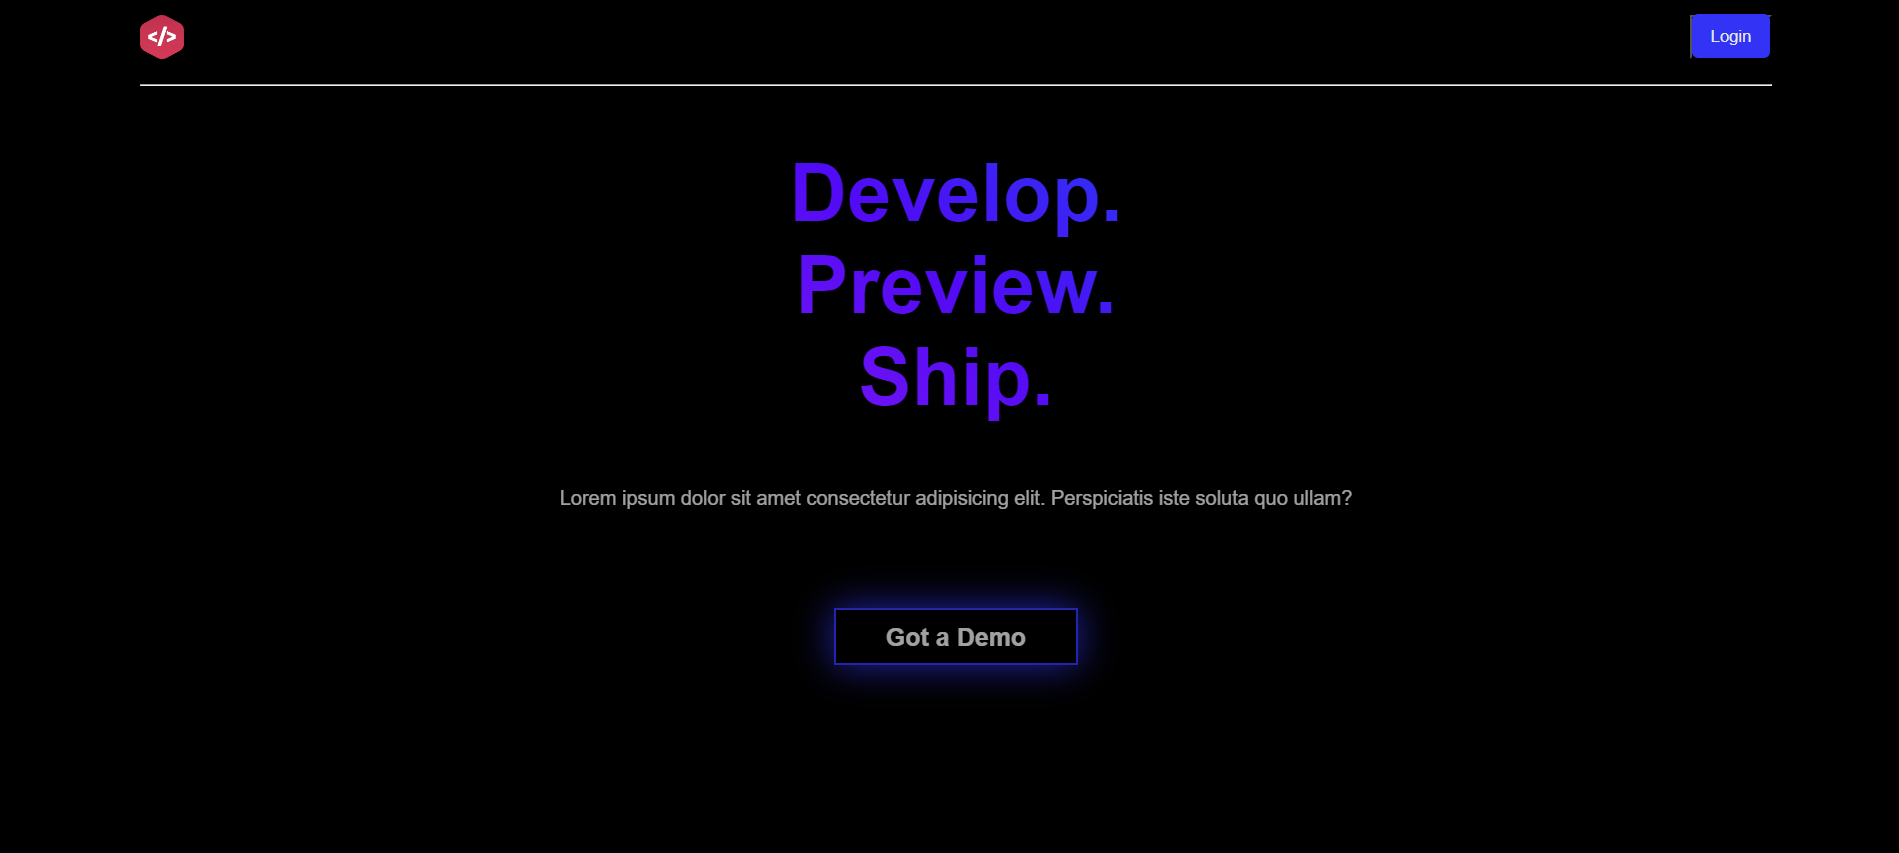 </>
Login
Develop.
Preview.
Ship.
Lorem ipsum dolor sit amet consectetur adipisicing elit. Perspiciatis iste soluta quo ullam?
Got a Demo